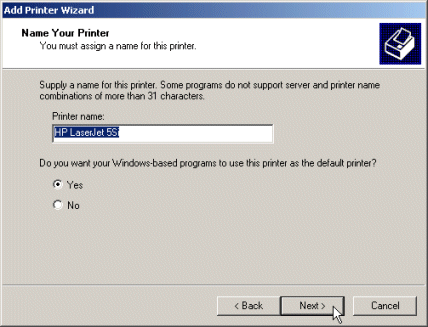 Add Printer Wizard
Name Your Printer
You must assign a name for this printer.
Supply a name for this printer. Some programs do not support server and printer name
combinations of more than 31 characters.
Printer name:
HP LaserJet 5Si
Do you want your Windows-based programs to use this printer as the default printer?
Yes
No
< Back
Next >
Cancel